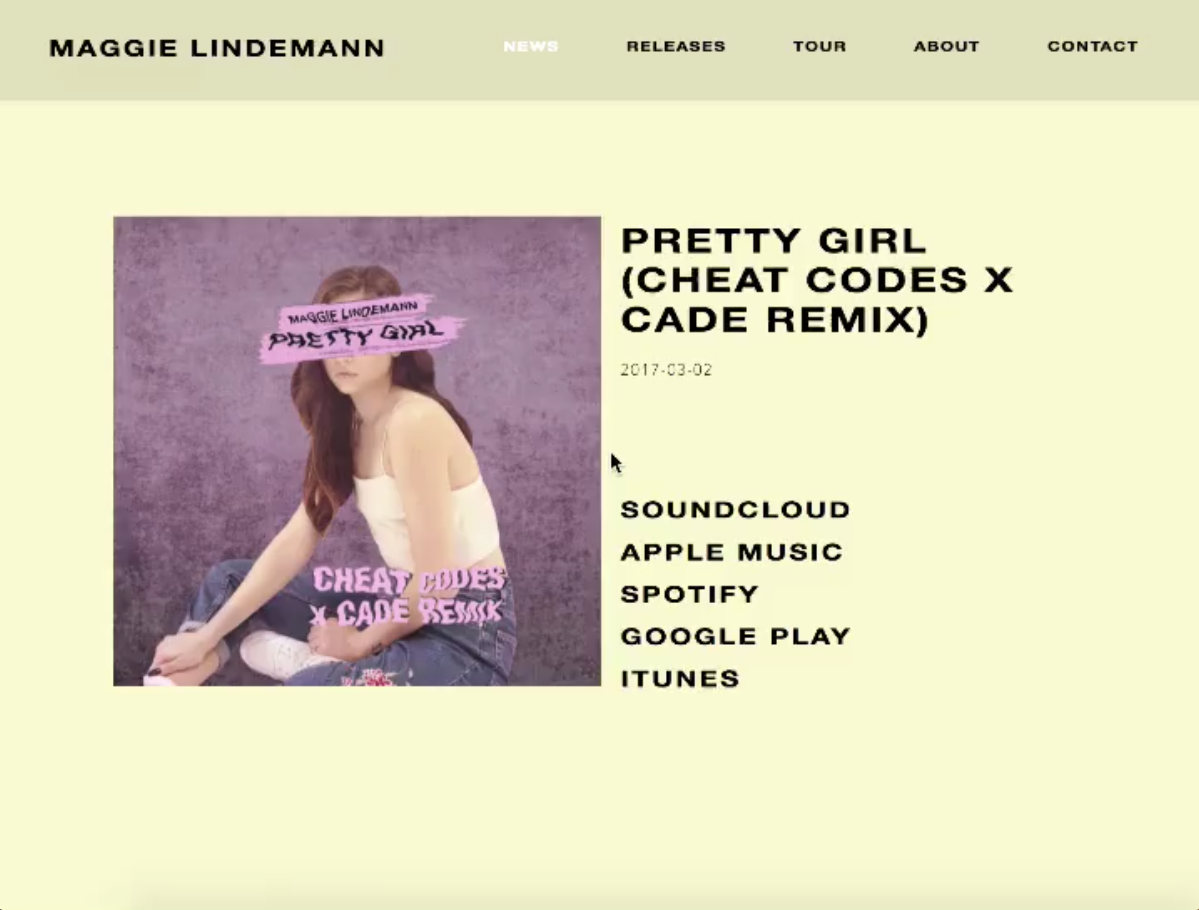 MAGGIE LINDEMANN
NEWS
RELEASES
TOUR
ABOUT
CONTACT
MAGGIE LINDEMANN
PRETTY GIRL
CHEAT CODES
X CADE REMIX
PRETTY GIRL
(CHEAT CODES X
CADE REMIX)
2017-03-02
SOUNDCLOUD
APPLE MUSIC
SPOTIFY
GOOGLE PLAY
ITUNES